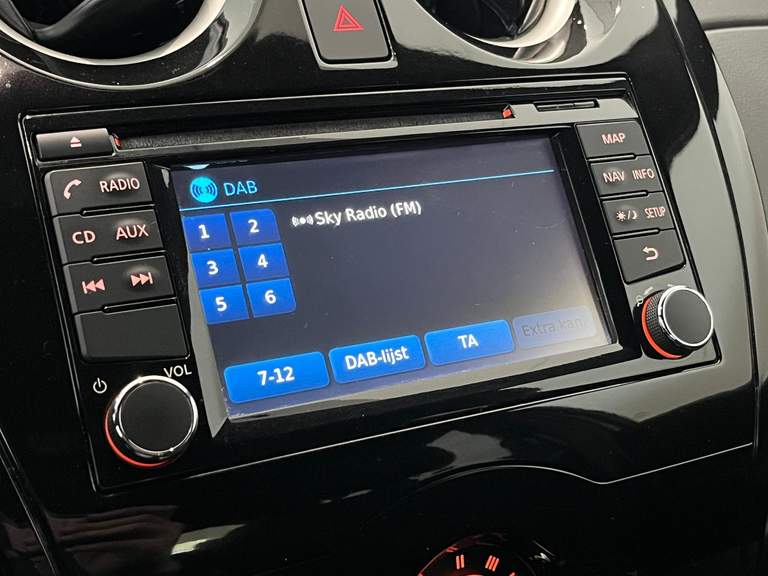 MAP
RADIO
NAV INFO
DAB
1 2
Sky Radio (FM)
SETUP
CD AUX
3 4
5 6
7-12
DAB-lijst
TA
Extra kan
VOL